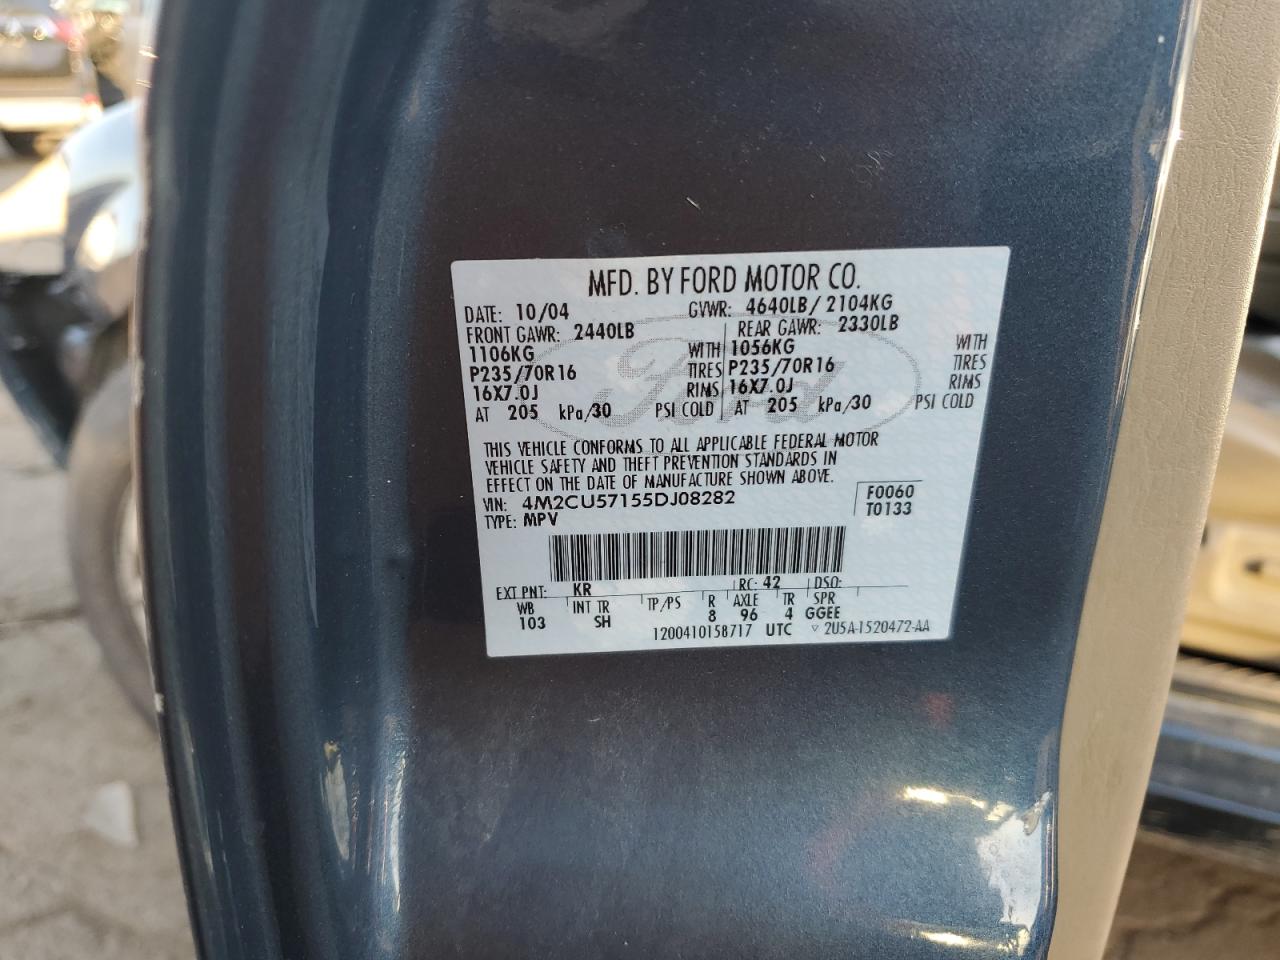 MFD. BY FORD MOTOR CO.
DATE: 10/04 GVWR: 4640LB/ 2104KG
FRONT GAWR: 2440LB REAR GAWR: 2330LB
1106KG WITH 1056KG WITH
P235/70R16 TIRES P235/70R16 TIRES
16X7.0J RIMS 16X7.0J RIMS
AT 205 kPa/30 PSI COLD AT 205 kPa/30 PSI COLD
Ford
THIS VEHICLE CONFORMS TO ALL APPLICABLE FEDERAL MOTOR
VEHICLE SAFETY AND THEFT PREVENTION STANDARDS IN
EFFECT ON THE DATE OF MANUFACTURE SHOWN ABOVE.
VIN: 4M2CU57155DJ08282 F0060
TYPE: MPV T0133
EXT PNT: KR RC: 42 DSO:
WB INT TR TP/PS R AXLE TR SPR
103 SH 8 96 4 GGEE
1200410158717 UTC ▽ 2U5A-1520472-AA